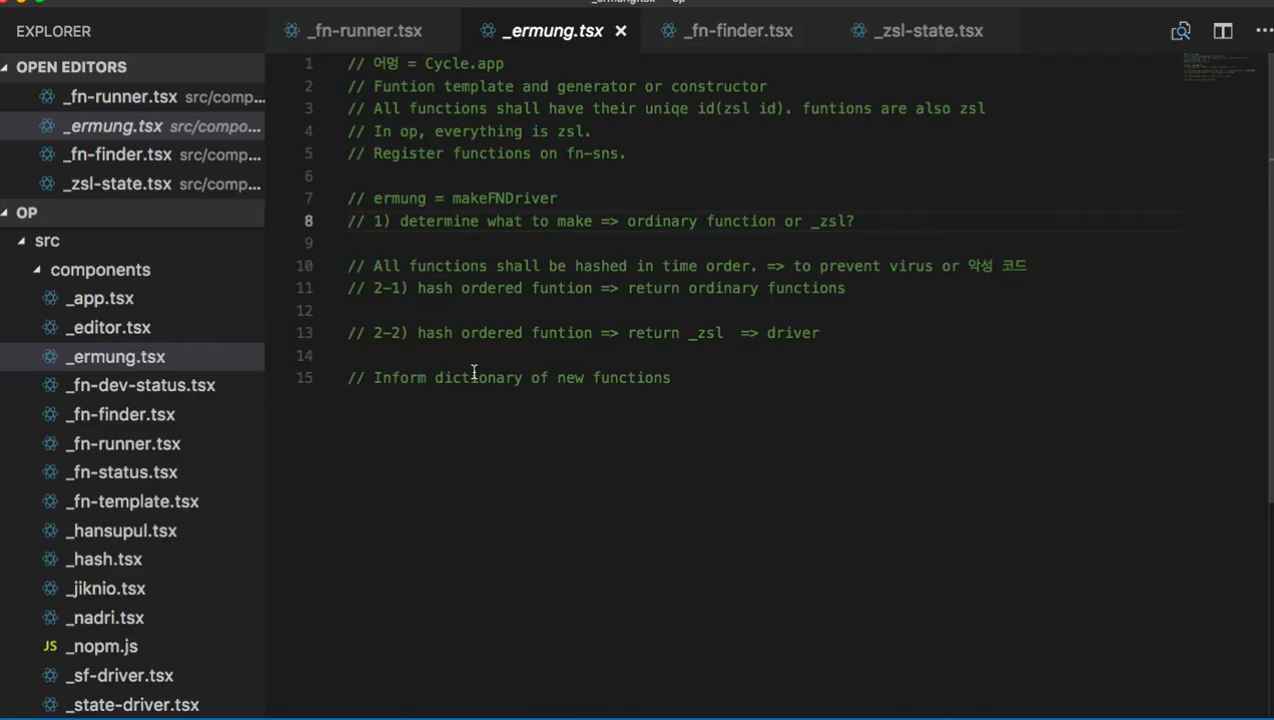 EXPLORER
_fn-runner.tsx
_ermung.tsx
_fn-finder.tsx
_zsl-state.tsx
OPEN EDITORS
_fn-runner.tsx src/comp...
_ermung.tsx src/compo...
_fn-finder.tsx src/comp...
_zsl-state.tsx src/comp...
OP
src
components
_app.tsx
_editor.tsx
_ermung.tsx
_fn-dev-status.tsx
_fn-finder.tsx
_fn-runner.tsx
_fn-status.tsx
_fn-template.tsx
_hansupul.tsx
_hash.tsx
_jiknio.tsx
_nadri.tsx
JS _nopm.js
_sf-driver.tsx
_state-driver.tsx
1 // 어멍 = Cycle.app
2 // Funtion template and generator or constructor
3 // All functions shall have their uniqe id(zsl id). funtions are also zsl
4 // In op, everything is zsl.
5 // Register functions on fn-sns.
6
7 // ermung = makeFNDriver
8 // 1) determine what to make => ordinary function or _zsl?
9
10 // All functions shall be hashed in time order. => to prevent virus or 악성 코드
11 // 2-1) hash ordered funtion => return ordinary functions
12
13 // 2-2) hash ordered funtion => return _zsl => driver
14
15 // Inform dictionary of new functions